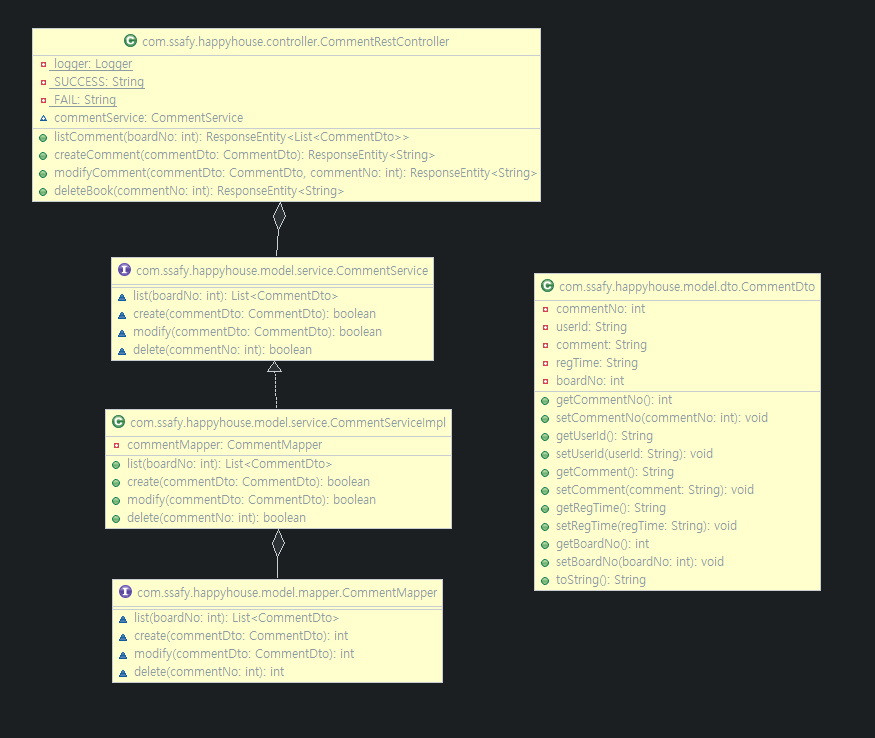 com.ssafy.happyhouse.controller.CommentRestController
logger: Logger
SUCCESS: String
FAIL: String
commentService: CommentService
listComment(boardNo: int): ResponseEntity<List<CommentDto>>
createComment(commentDto: CommentDto): ResponseEntity<String>
modifyComment(commentDto: CommentDto, commentNo: int): ResponseEntity<String>
deleteBook(commentNo: int): ResponseEntity<String>
com.ssafy.happyhouse.model.service.CommentService
list(boardNo: int): List<CommentDto>
create(commentDto: CommentDto): boolean
modify(commentDto: CommentDto): boolean
delete(commentNo: int): boolean
com.ssafy.happyhouse.model.service.CommentServiceImpl
commentMapper: CommentMapper
list(boardNo: int): List<CommentDto>
create(commentDto: CommentDto): boolean
modify(commentDto: CommentDto): boolean
delete(commentNo: int): boolean
com.ssafy.happyhouse.model.mapper.CommentMapper
list(boardNo: int): List<CommentDto>
create(commentDto: CommentDto): int
modify(commentDto: CommentDto): int
delete(commentNo: int): int
com.ssafy.happyhouse.model.dto.CommentDto
commentNo: int
userId: String
comment: String
regTime: String
boardNo: int
getCommentNo(): int
setCommentNo(commentNo: int): void
getUserId(): String
setUserId(userId: String): void
getComment(): String
setComment(comment: String): void
getRegTime(): String
setRegTime(regTime: String): void
getBoardNo(): int
setBoardNo(boardNo: int): void
toString(): String